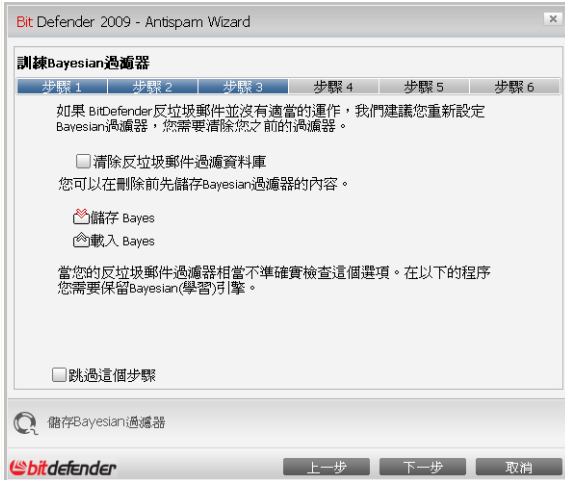 Bit Defender 2009 - Antispam Wizard
訓練Bayesian過濾器
步驟 1 步驟 2 步驟 3 步驟 4 步驟 5 步驟 6
如果 BitDefender反垃圾郵件並沒有適當的運作，我們建議您重新設定
Bayesian過濾器，您需要清除您之前的過濾器。
清除反垃圾郵件過濾資料庫
您可以在刪除前先儲存Bayesian過濾器的內容。
儲存 Bayes
載入 Bayes
當您的反垃圾郵件過濾器相當不準確實檢查這個選項。在以下的程序
您需要保留Bayesian(學習)引擎。
跳過這個步驟
儲存Bayesian過濾器
bitdefender 上一步 下一步 取消